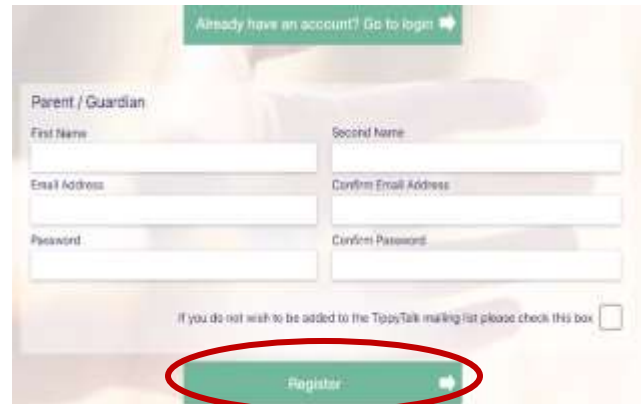 Already have an account? Go to login
Parent / Guardian
First Name
Second Name
Email Address
Confirm Email Address
Password
Confirm Password
If you do not wish to be added to the TippyTalk mailing list please check this box
Register